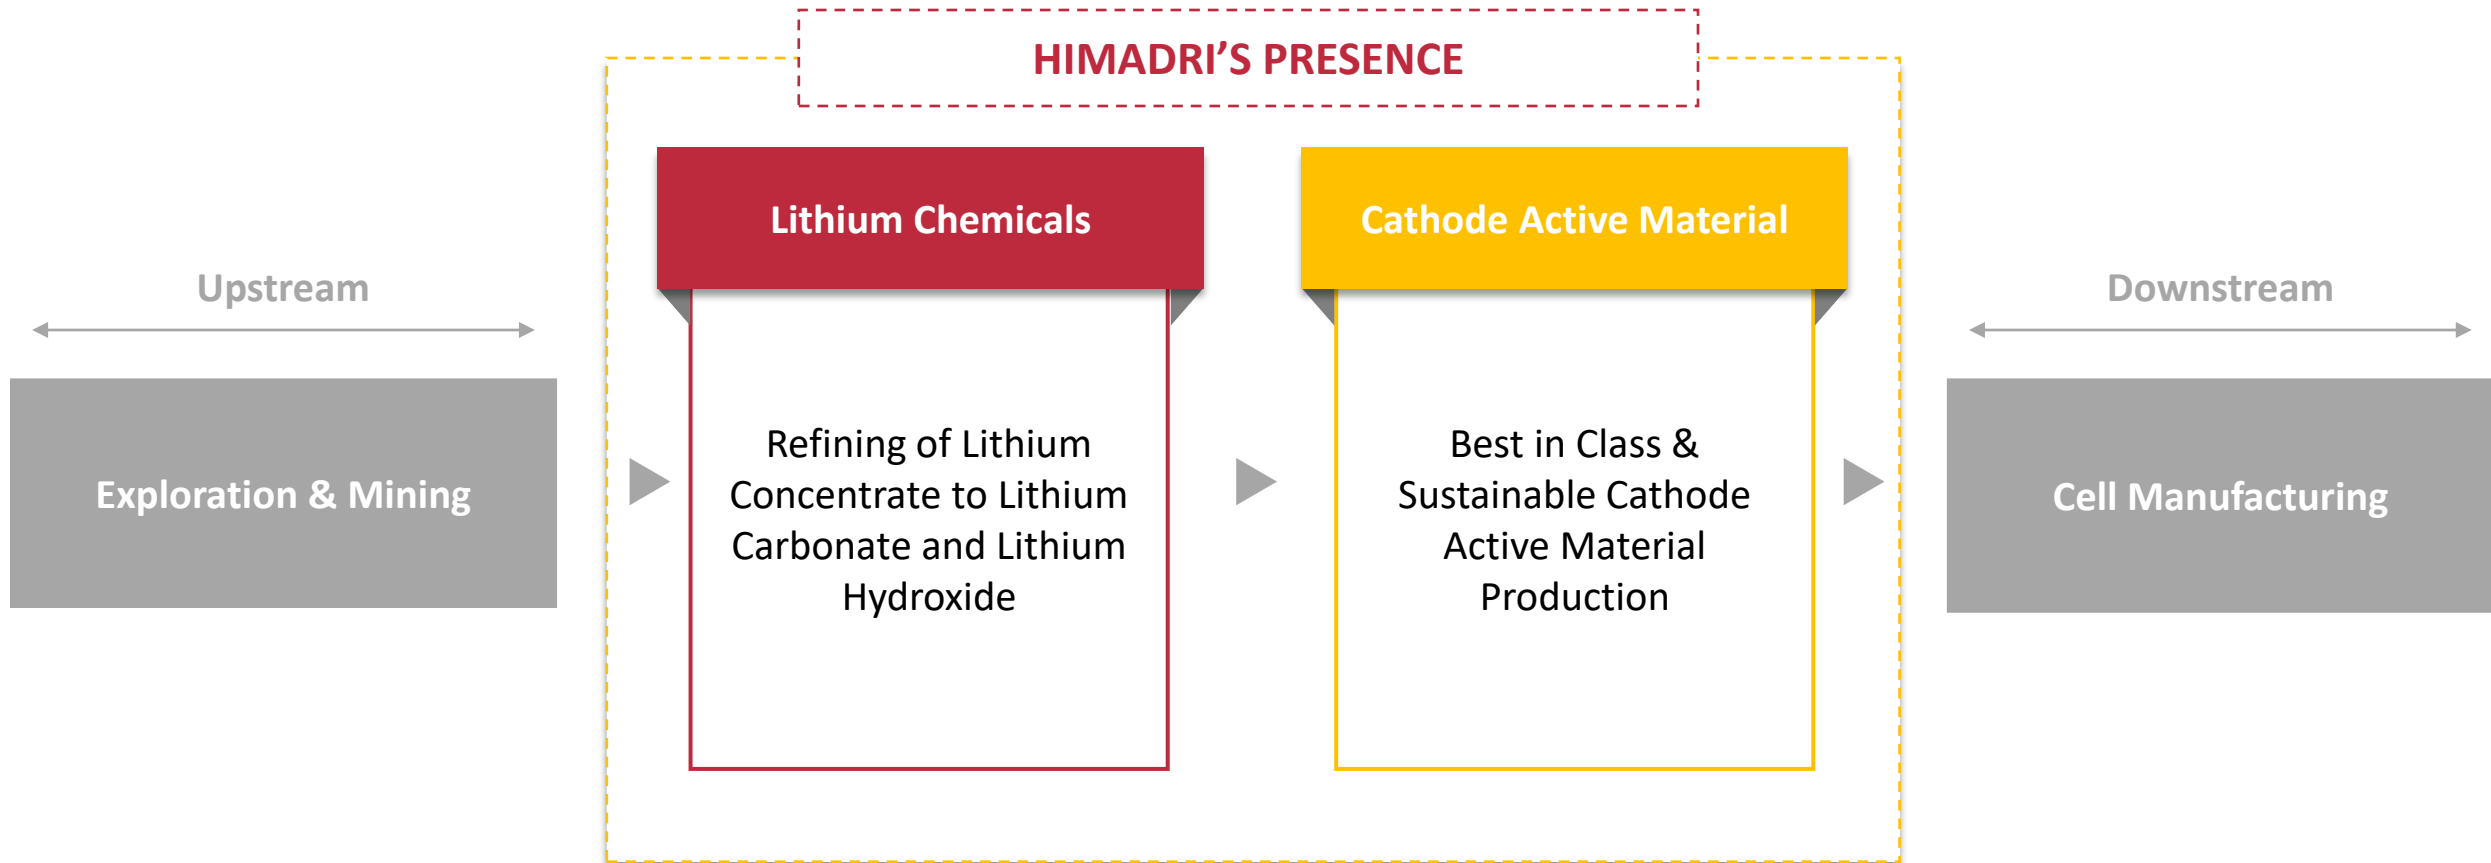 HIMADRI’S PRESENCE
Upstream
Exploration & Mining
Lithium Chemicals
Refining of Lithium
Concentrate to Lithium
Carbonate and Lithium
Hydroxide
Cathode Active Material
Best in Class &
Sustainable Cathode
Active Material
Production
Downstream
Cell Manufacturing